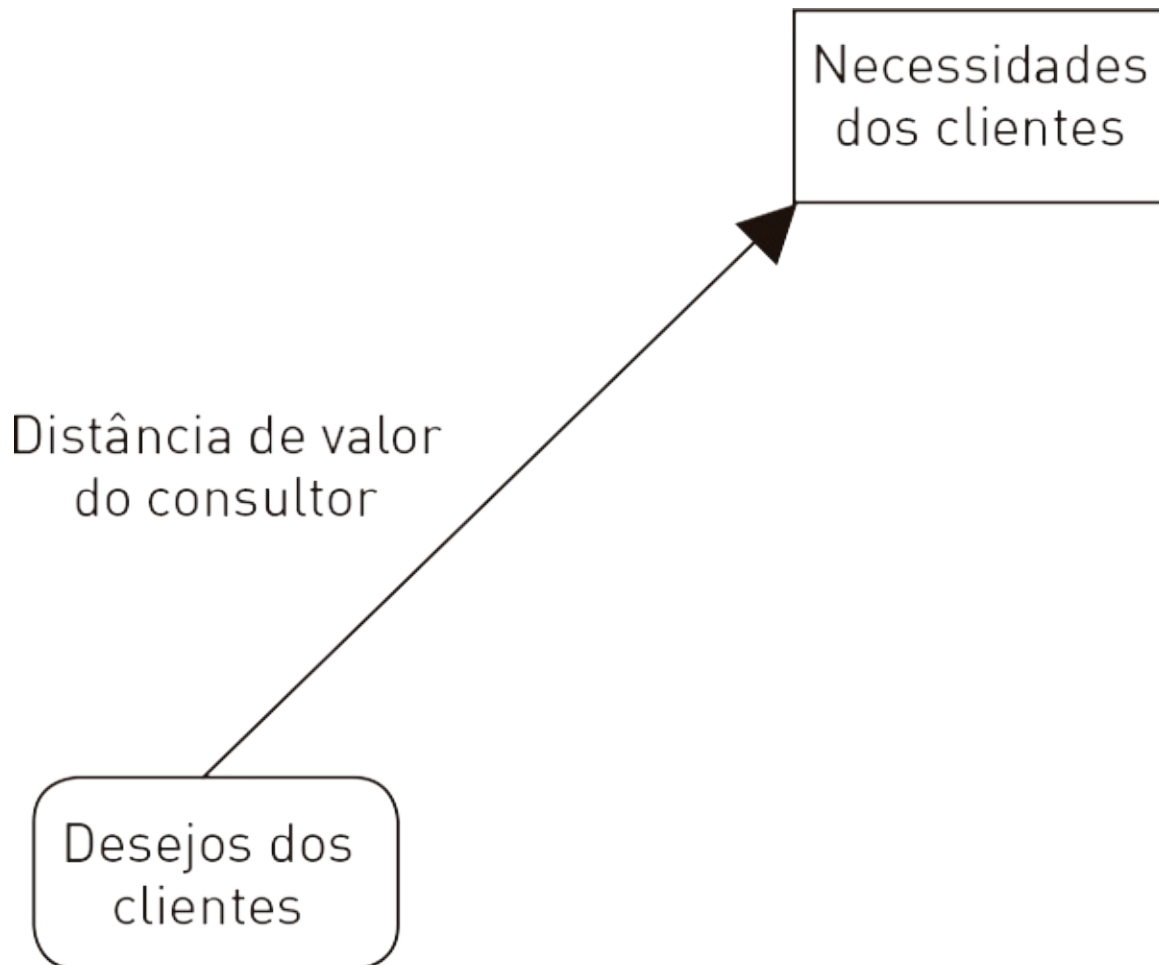 Necessidades
dos clientes
Distância de valor
do consultor
Desejos dos
clientes